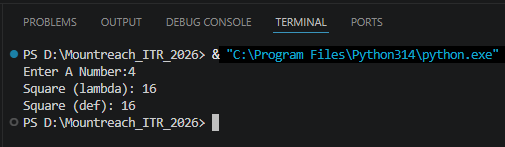 PROBLEMS OUTPUT DEBUG CONSOLE TERMINAL PORTS
PS D:\Mountreach_ITR_2026> & "C:\Program Files\Python314\python.exe"
Enter A Number:4
Square (lambda): 16
Square (def): 16
PS D:\Mountreach_ITR_2026>